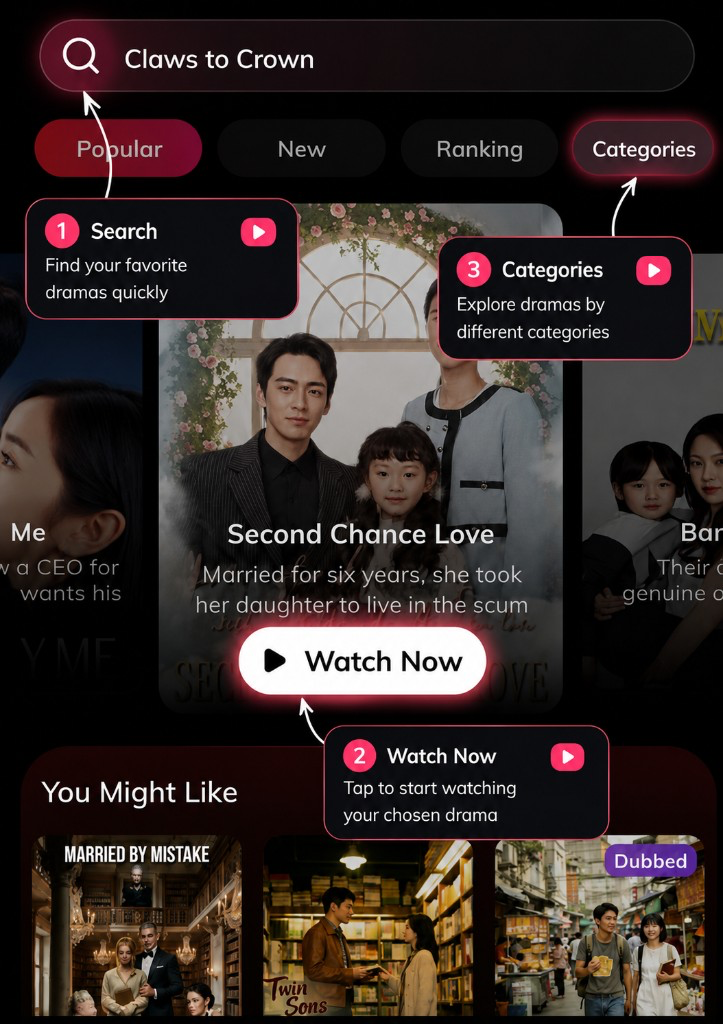 Claws to Crown
Popular
New
Ranking
Categories
1 Search
Find your favorite
dramas quickly
3 Categories
Explore dramas by
different categories
Me
a CEO for
wants his
Second Chance Love
Married for six years, she took
her daughter to live in the scum
Their
genuine
Y ME
Watch Now
2 Watch Now
Tap to start watching
your chosen drama
You Might Like
MARRIED BY MISTAKE
Twin
Sons
Dubbed